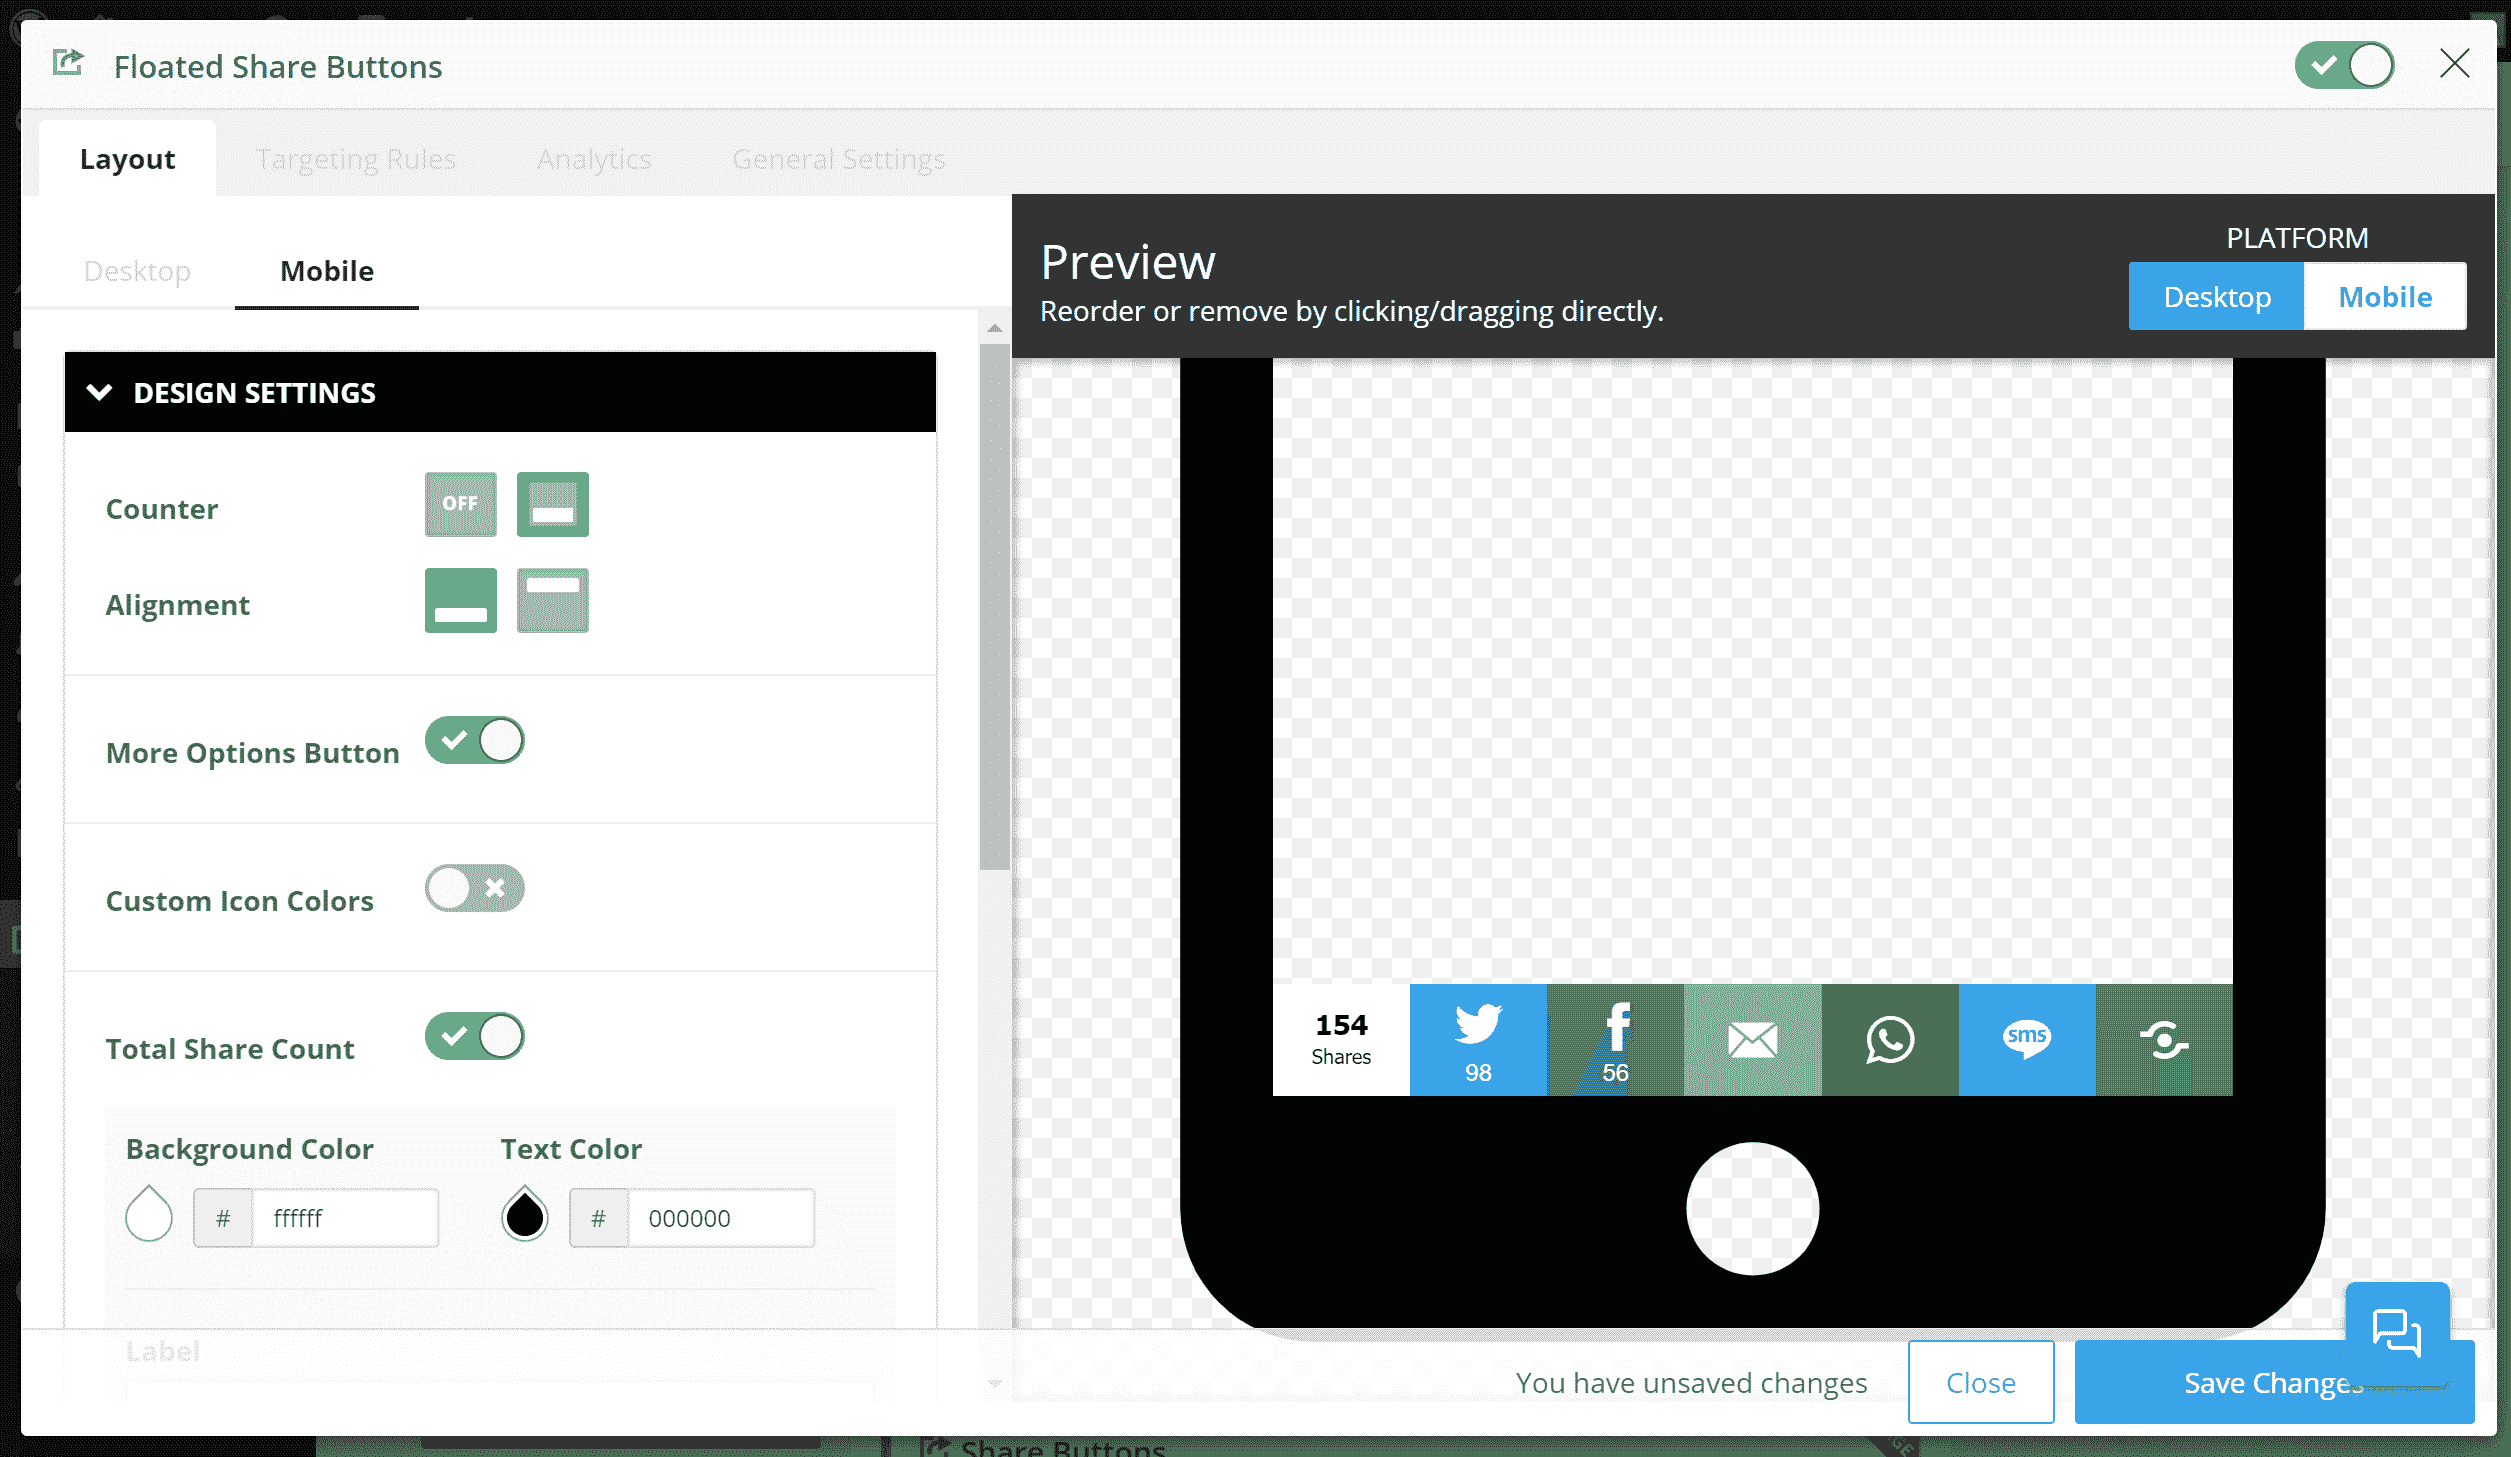 Floated Share Buttons
Layout Targeting Rules Analytics General Settings
Desktop Mobile
DESIGN SETTINGS
Counter OFF
Alignment
More Options Button
Custom Icon Colors
Total Share Count
Background Color Text Color
# ffffff # 000000
Label
Preview
Reorder or remove by clicking/dragging directly.
PLATFORM
Desktop Mobile
154
Shares
98
56
sms
You have unsaved changes Close Save Changes
Share Buttons